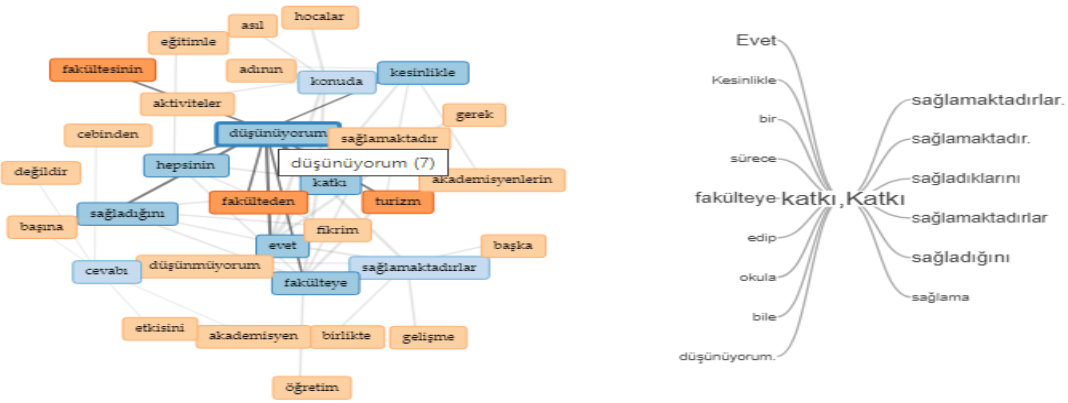 hocalar
asıl
eğitimle
fakültesinin
adının
konuda
kesinlikle
aktiviteler
gerek
cebinden
düşünüyorum
sağlamaktadır
hepsinin
düşünüyorum (7)
değildir
katkı
akademisyenlerin
fakülteden
turizm
sağladığını
başına
fikrim
evet
başka
cevabı
düşünmüyorum
sağlamaktadırlar
fakülteye
etkisini
akademisyen
birlikte
gelişme
öğretim
Evet
Kesinlikle
bir
sürece
fakülteye
edip
okula
bile
düşünüyorum.
katkı,Katkı
sağlamaktadırlar.
sağlamaktadır.
sağladıklarını
sağlamaktadırlar
sağladığını
sağlama